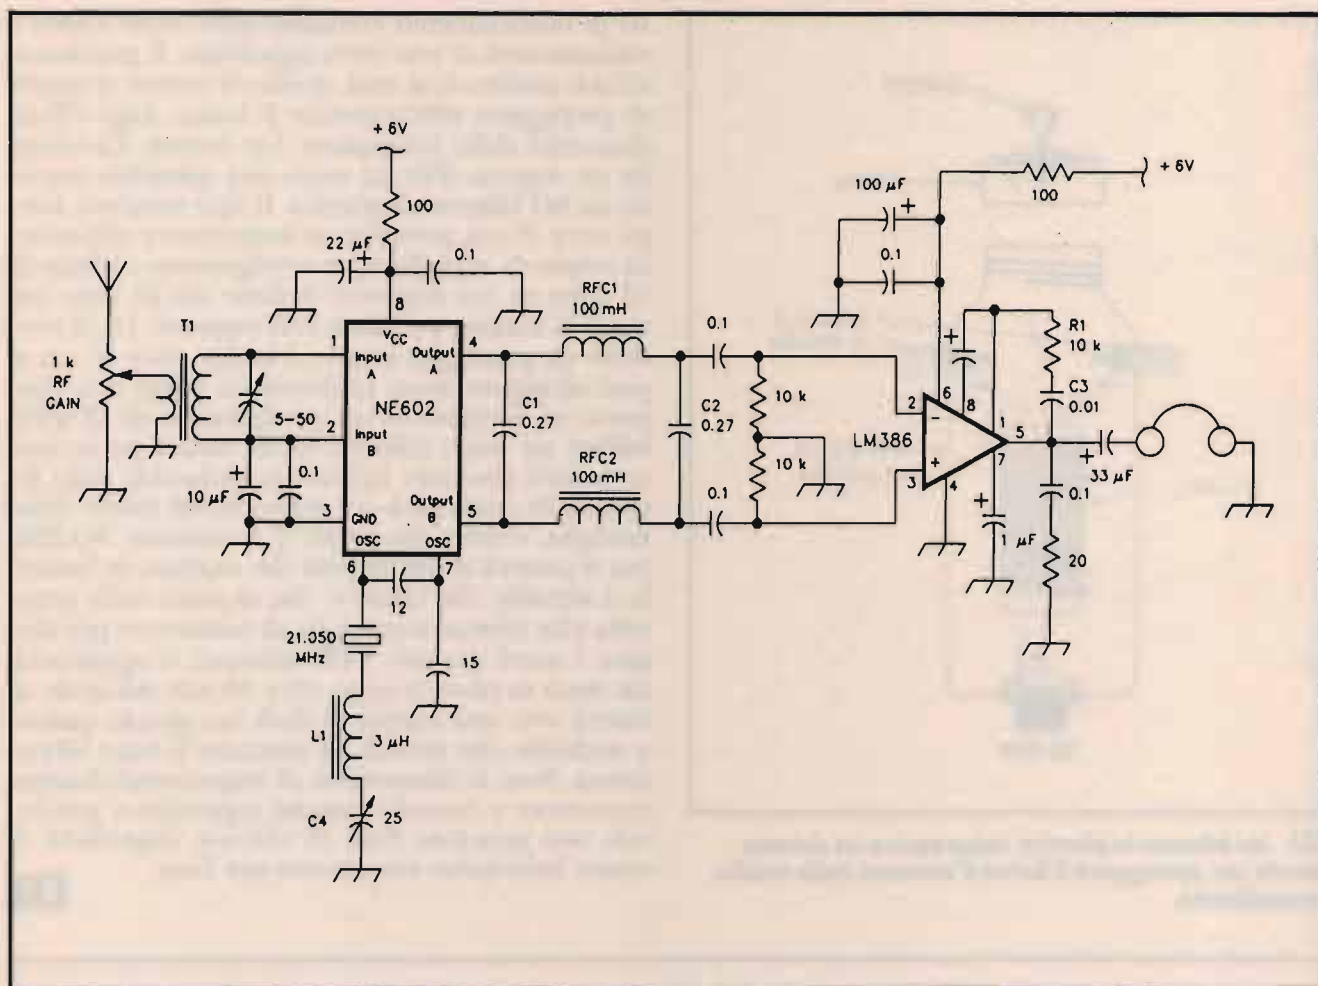 + 6V
100
22 µF
+
0.1
8
T1
1 k
RF
GAIN
5-50
+
10 µF
0.1
1
2
3
VCC
Input
A
Output
A
NE602
Input
B
Output
B
GND
OSC
OSC
4
5
6
7
12
21.050
MHz
15
L1
3 µH
C4
25
RFC1
100 mH
C1
0.27
RFC2
100 mH
C2
0.27
0.1
0.1
10 k
10 k
100 µF
+
0.1
100
+ 6V
2
3
6
8
1
5
7
4
-
+
LM386
+
R1
10 k
C3
0.01
+
33 µF
0.1
20
+
1 µF